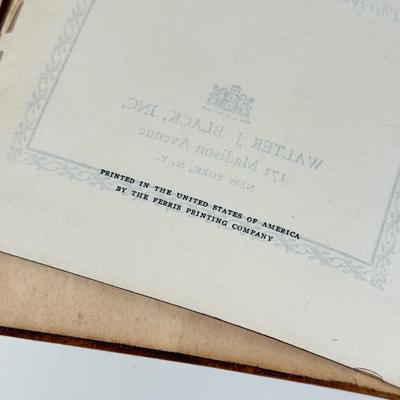 Thirty
WALTER J. BLACK, INC.
171 Madison Avenue
NEW YORK, N.Y.
PRINTED IN THE UNITED STATES OF AMERICA
BY THE FERRIS PRINTING COMPANY